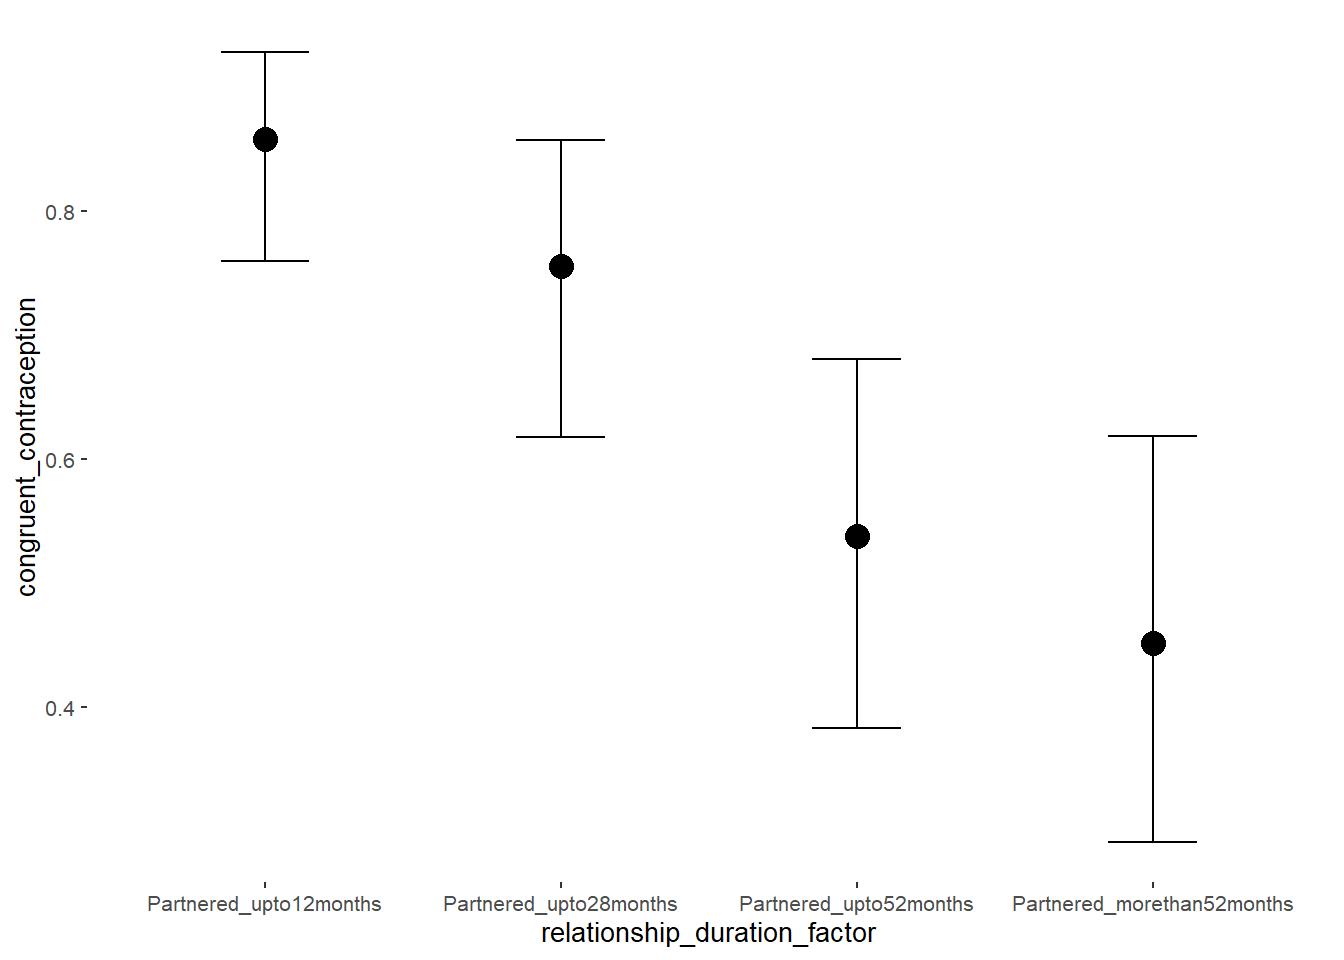 congruent_contraception
0.8
0.6
0.4
Partnered_upto12months Partnered_upto28months Partnered_upto52months Partnered_morethan52months
relationship_duration_factor